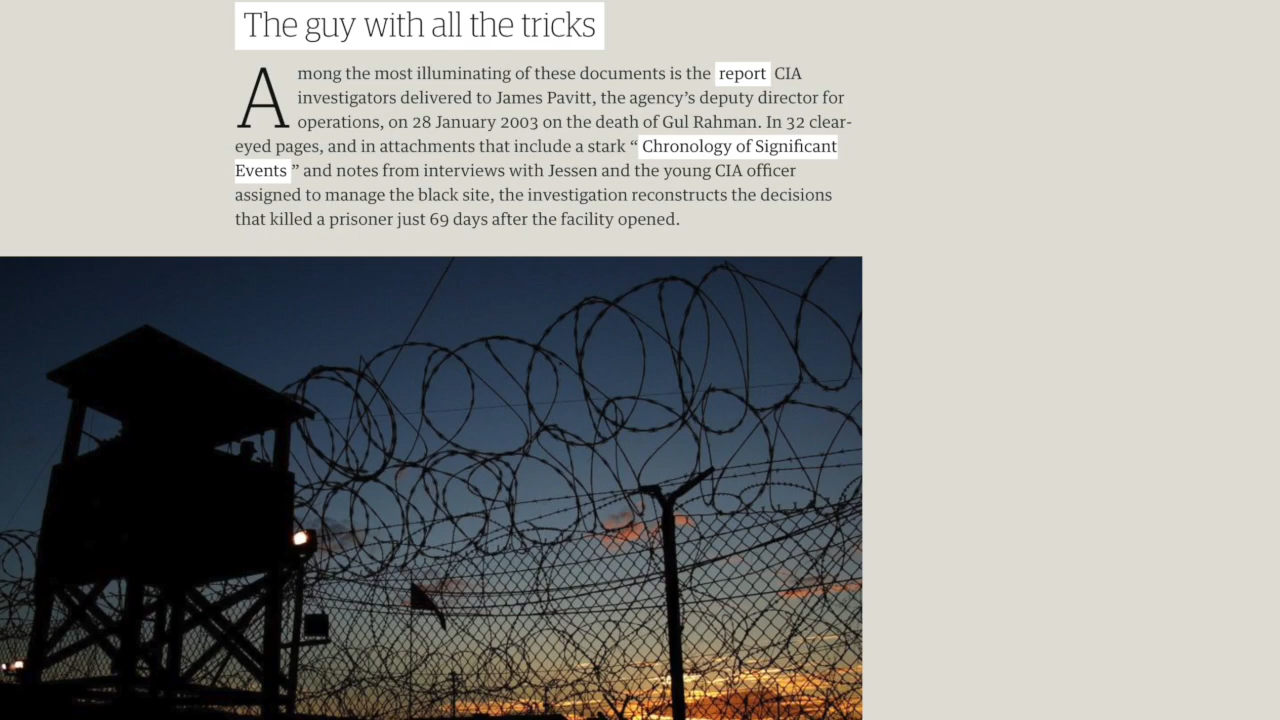 The guy with all the tricks
Among the most illuminating of these documents is the report CIA
investigators delivered to James Pavitt, the agency’s deputy director for
operations, on 28 January 2003 on the death of Gul Rahman. In 32 clear-
eyed pages, and in attachments that include a stark “ Chronology of Significant
Events ” and notes from interviews with Jessen and the young CIA officer
assigned to manage the black site, the investigation reconstructs the decisions
that killed a prisoner just 69 days after the facility opened.